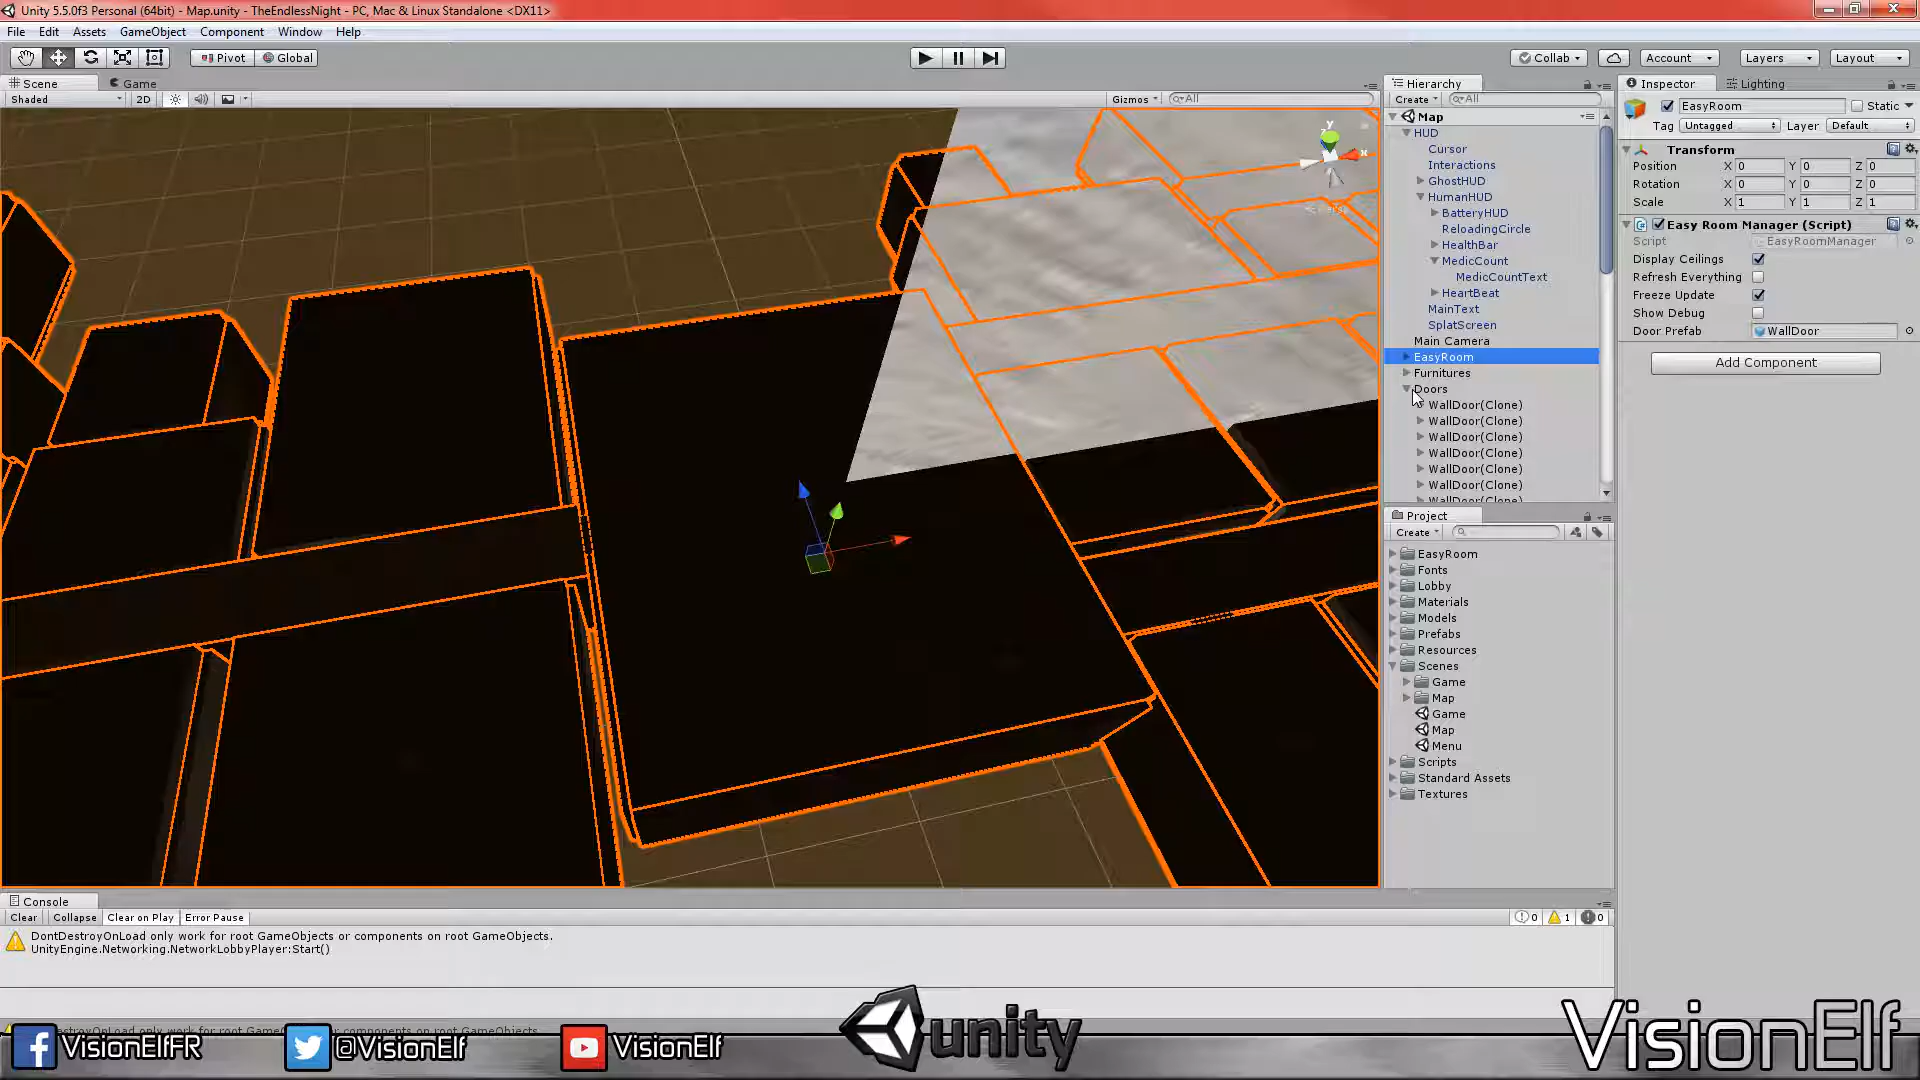 Unity 5.5.0f3 Personal (64bit) - Map.unity - TheEndlessNight - PC, Mac & Linux Standalone <DX11>
File Edit Assets GameObject Component Window Help
Pivot Global Collab Account Layers Layout
Scene Game
Shaded 2D Gizmos All
Hierarchy
Create All
Map
HUD
Cursor
Interactions
GhostHUD
HumanHUD
BatteryHUD
ReloadingCircle
HealthBar
MedicCount
MedicCountText
HeartBeat
MainText
SplatScreen
Main Camera
EasyRoom
Furnitures
Doors
WallDoor(Clone)
WallDoor(Clone)
WallDoor(Clone)
WallDoor(Clone)
WallDoor(Clone)
WallDoor(Clone)
WallDoor(Clone)
Project
Create
EasyRoom
Fonts
Lobby
Materials
Models
Prefabs
Resources
Scenes
Game
Map
Game
Map
Menu
Scripts
Standard Assets
Textures
Inspector Lighting
EasyRoom Static
Tag Untagged Layer Default
Transform
Position X 0 Y 0 Z 0
Rotation X 0 Y 0 Z 0
Scale X 1 Y 1 Z 1
Easy Room Manager (Script)
Script EasyRoomManager
Display Ceilings
Refresh Everything
Freeze Update
Show Debug
Door Prefab WallDoor
Add Component
y
x
Console
Clear Collapse Clear on Play Error Pause 0 1 0
DontDestroyOnLoad only work for root GameObjects or components on root GameObjects.
UnityEngine.Networking.NetworkLobbyPlayer:Start()
VisionElfFR @VisionElf VisionElf unity VisionElf